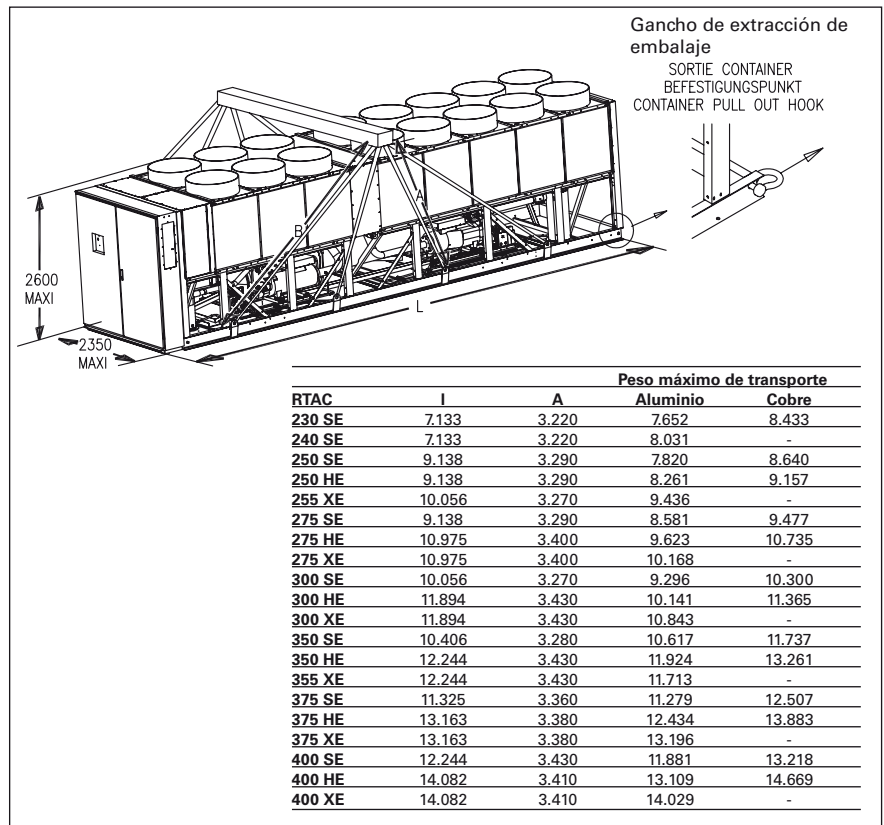 Gancho de extracción de
embalaje
SORTIE CONTAINER
BEFESTIGUNGSPUNKT
CONTAINER PULL OUT HOOK
A
B
2600
MAXI
L
2350
MAXI
Peso máximo de transporte
RTAC I A Aluminio Cobre
230 SE 7.133 3.220 7.652 8.433
240 SE 7.133 3.220 8.031 -
250 SE 9.138 3.290 7.820 8.640
250 HE 9.138 3.290 8.261 9.157
255 XE 10.056 3.270 9.436 -
275 SE 9.138 3.290 8.581 9.477
275 HE 10.975 3.400 9.623 10.735
275 XE 10.975 3.400 10.168 -
300 SE 10.056 3.270 9.296 10.300
300 HE 11.894 3.430 10.141 11.365
300 XE 11.894 3.430 10.843 -
350 SE 10.406 3.280 10.617 11.737
350 HE 12.244 3.430 11.924 13.261
355 XE 12.244 3.430 11.713 -
375 SE 11.325 3.360 11.279 12.507
375 HE 13.163 3.380 12.434 13.883
375 XE 13.163 3.380 13.196 -
400 SE 12.244 3.430 11.881 13.218
400 HE 14.082 3.410 13.109 14.669
400 XE 14.082 3.410 14.029 -